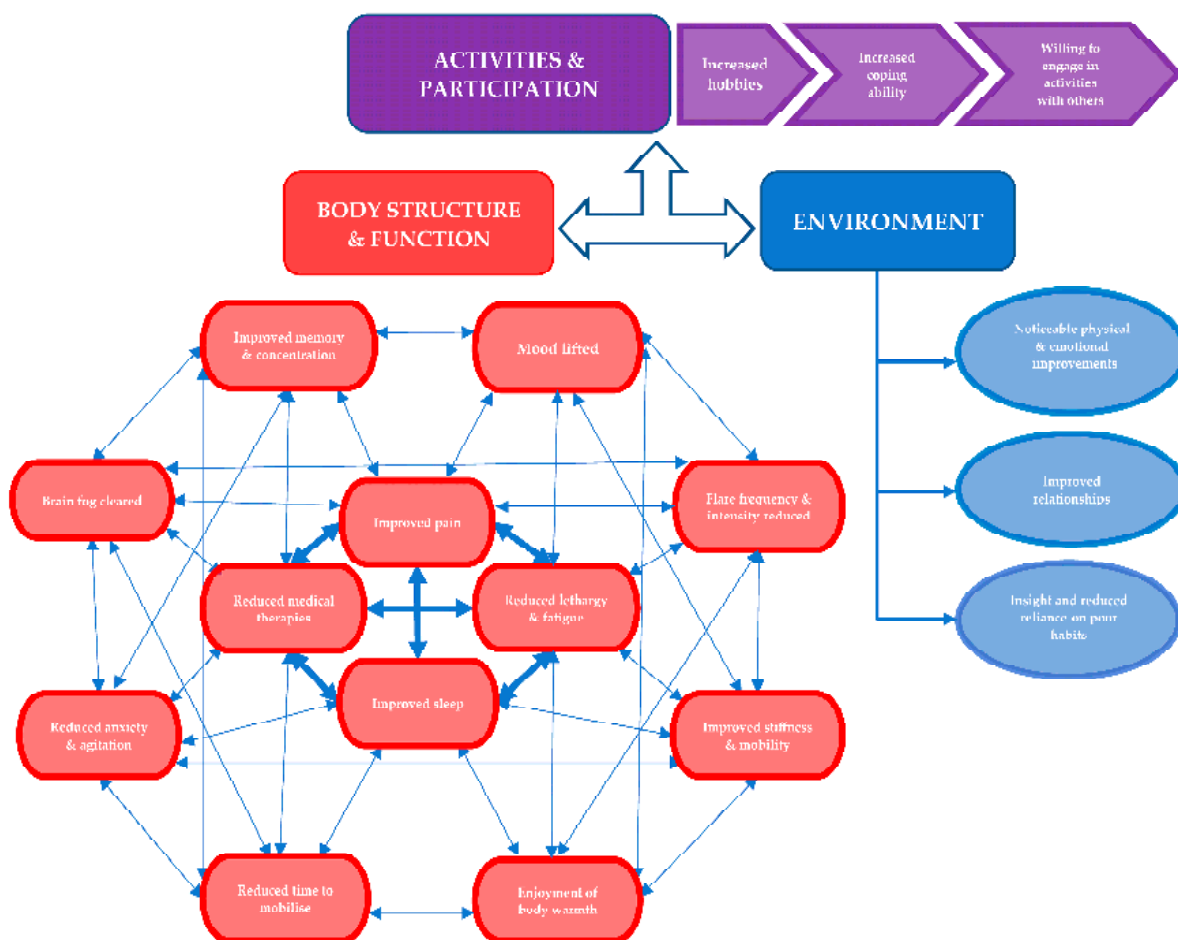 ACTIVITIES &
PARTICIPATION
Increased
hobbies
Increased
coping
ability
Willing to
engage in
activities
with others
BODY STRUCTURE
& FUNCTION
ENVIRONMENT
Improved memory
& concentration
Mood lifted
Noticeable physical
& emotional
improvements
Brain fog cleared
Improved pain
Flare frequency &
intensity reduced
Improved
relationships
Reduced medical
therapies
Reduced lethargy
& fatigue
Insight and reduced
reliance on poor
habits
Reduced anxiety
& agitation
Improved sleep
Improved stiffness
& mobility
Reduced time to
mobilise
Enjoyment of
body warmth